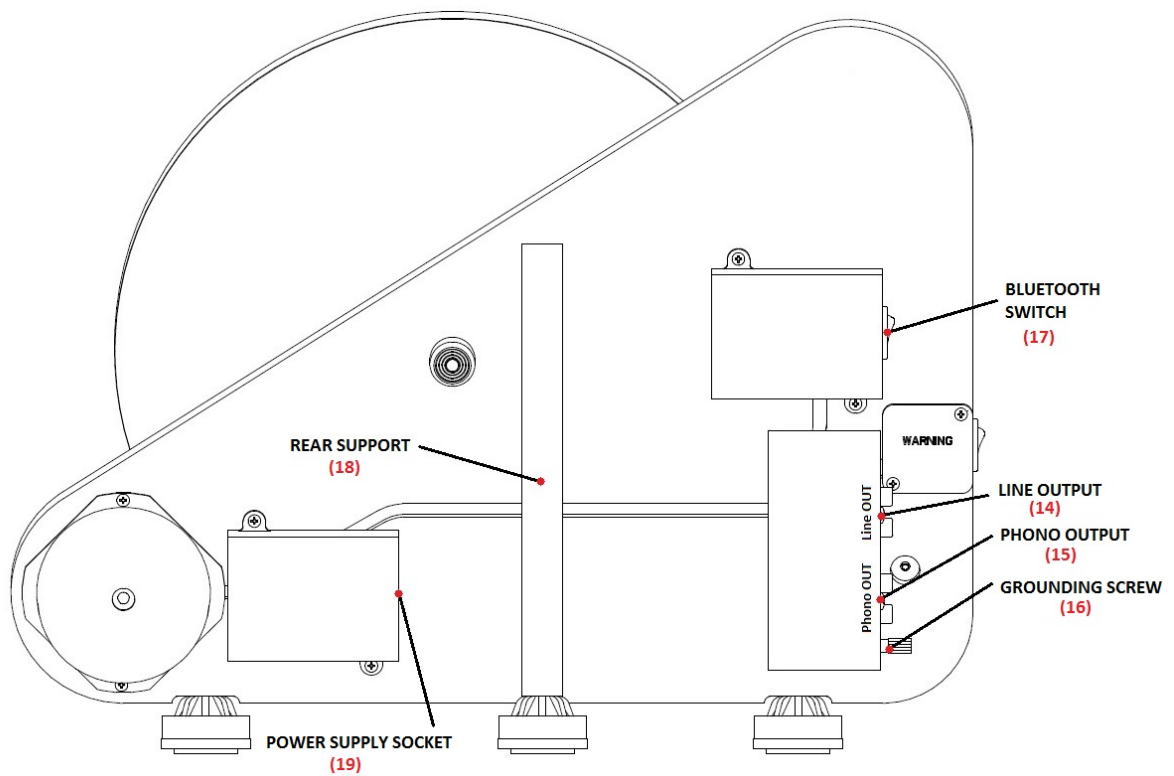 BLUETOOTH
SWITCH
(17)
WARNING
REAR SUPPORT
(18)
LINE OUTPUT
(14)
Line OUT
PHONO OUTPUT
(15)
Phono OUT
GROUNDING SCREW
(16)
POWER SUPPLY SOCKET
(19)